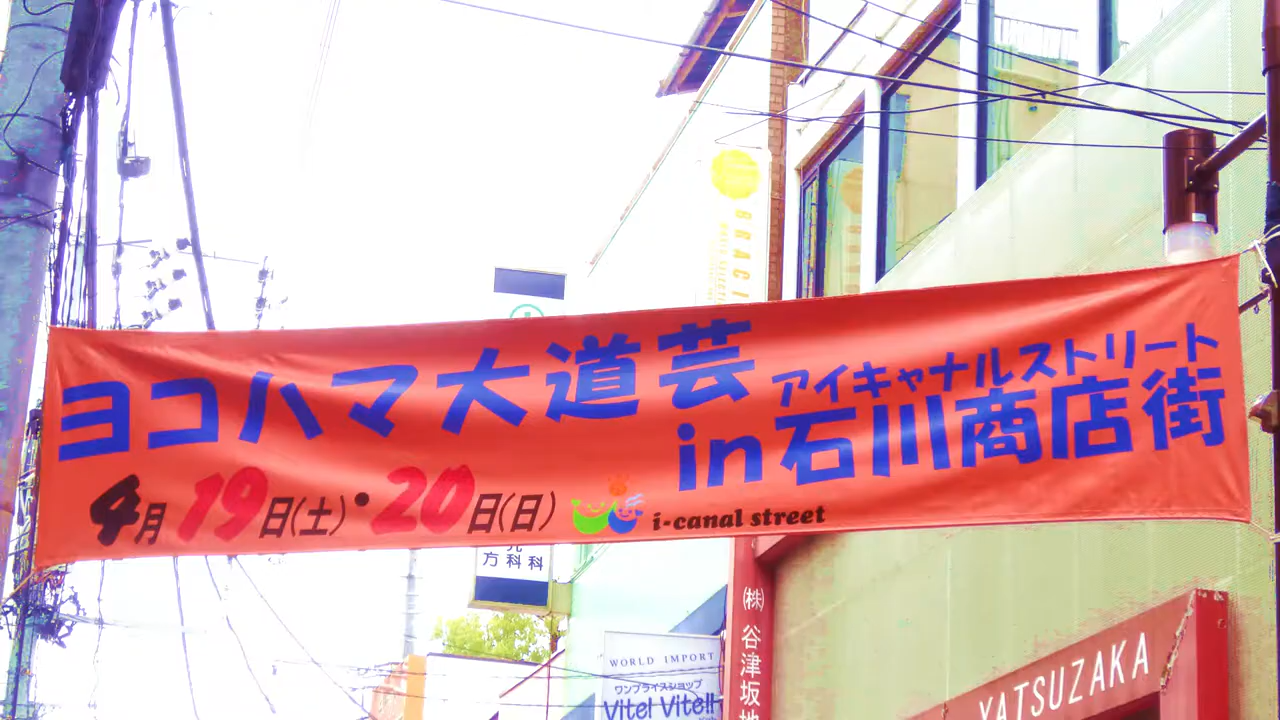 ヨコハマ大道芸
アイキャナルストリート
in石川商店街
4月19日(土)・20日(日)
i-canal street
BRACI
方科科
(株)谷津坂
WORLD IMPORT
ワンプライスショップ
Vite! Vite!!
YATSUZAKA